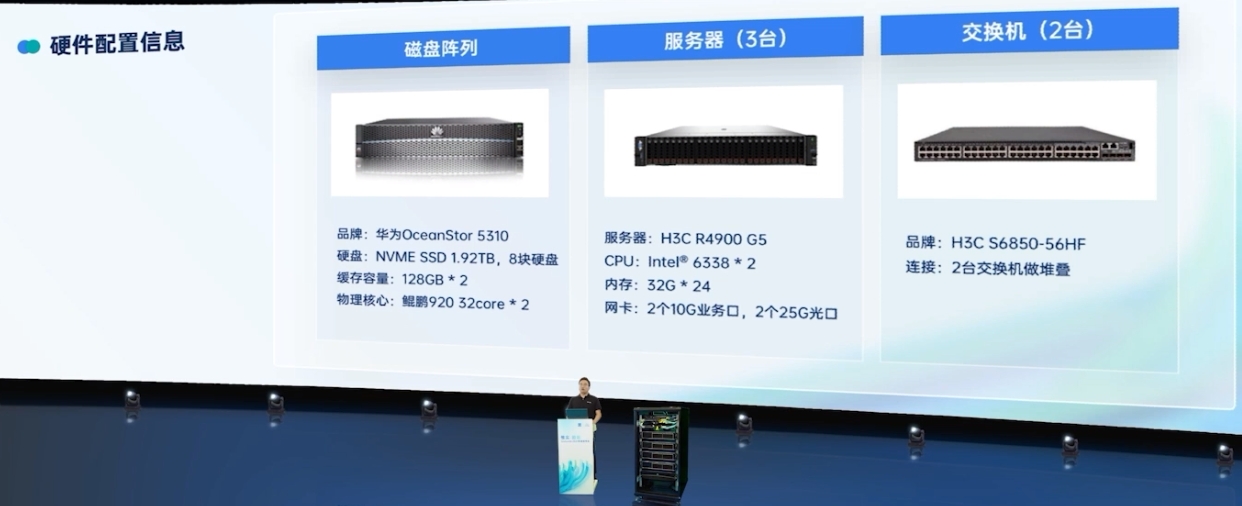 硬件配置信息
磁盘阵列
品牌：华为OceanStor 5310
硬盘：NVME SSD 1.92TB，8块硬盘
缓存容量：128GB * 2
物理核心：鲲鹏920 32core * 2
服务器（3台）
服务器：H3C R4900 G5
CPU：Intel® 6338 * 2
内存：32G * 24
网卡：2个10G业务口，2个25G光口
交换机（2台）
品牌：H3C S6850-56HF
连接：2台交换机做堆叠